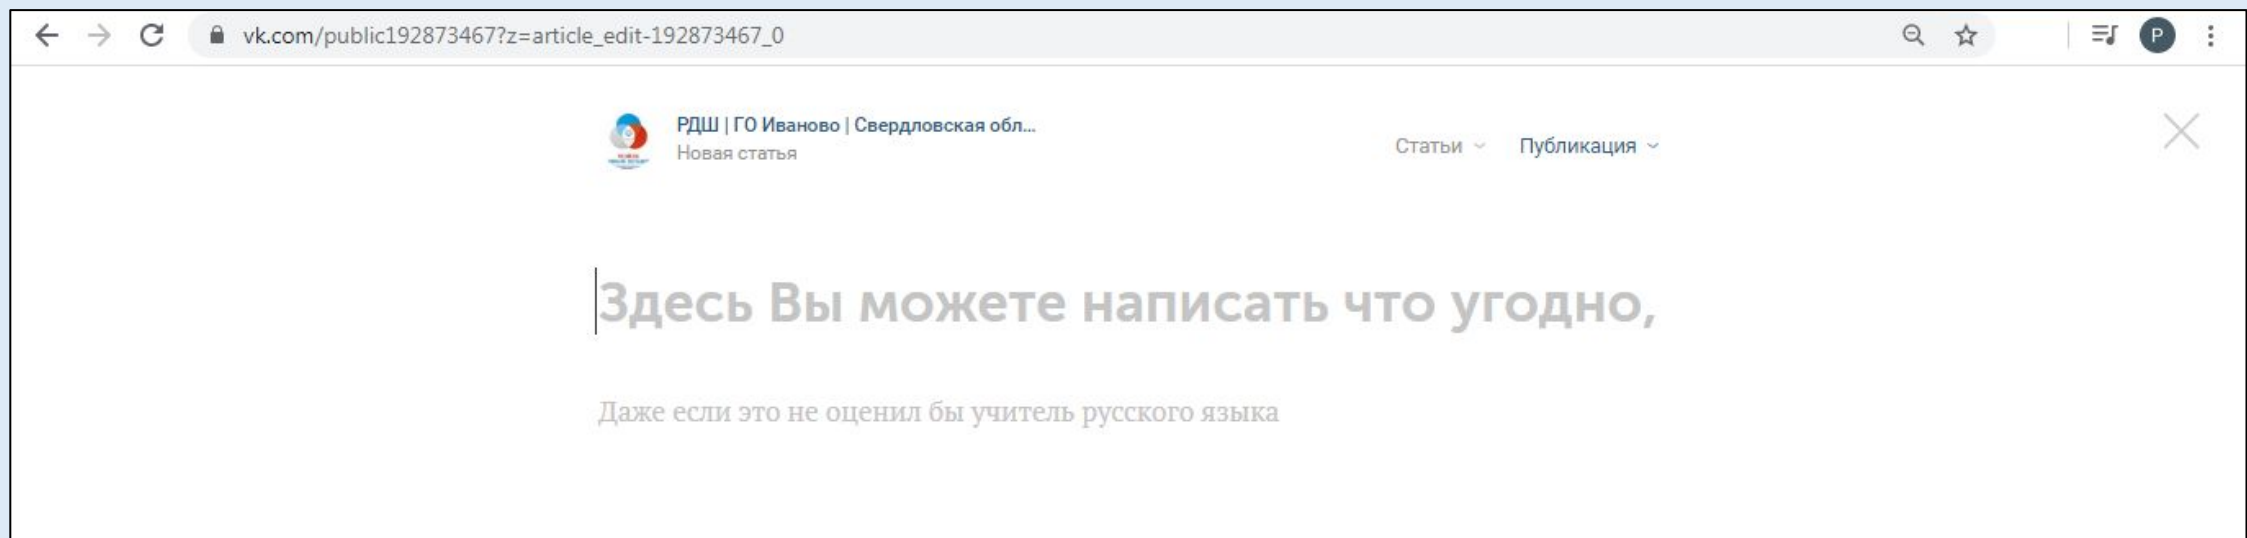 vk.com/public192873467?z=article_edit-192873467_0
P
РДШ | ГО Иваново | Свердловская обл...
Новая статья
Статьи
Публикация
Здесь Вы можете написать что угодно,
Даже если это не оценил бы учитель русского языка